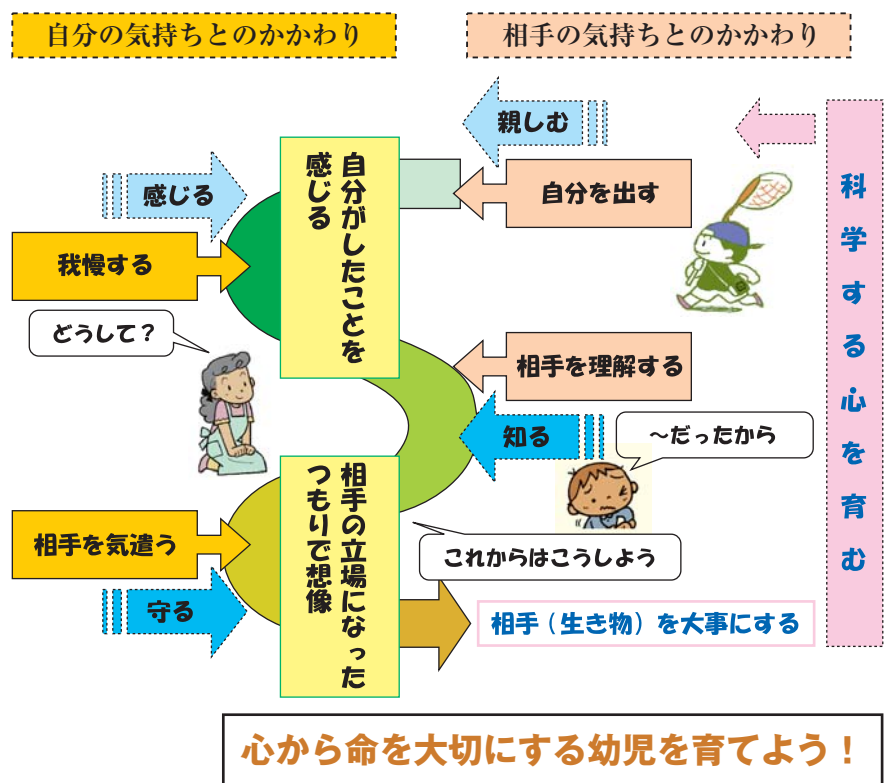 自分の気持ちとのかかわり
相手の気持ちとのかかわり
親しむ
感じる
自分がしたことを
感じる
自分を出す
我慢する
どうして？
相手を理解する
知る
～だったから
相手の立場になった
つもりで想像
相手を気遣う
これからはこうしよう
守る
相手（生き物）を大事にする
科学する心を育む
心から命を大切にする幼児を育てよう！